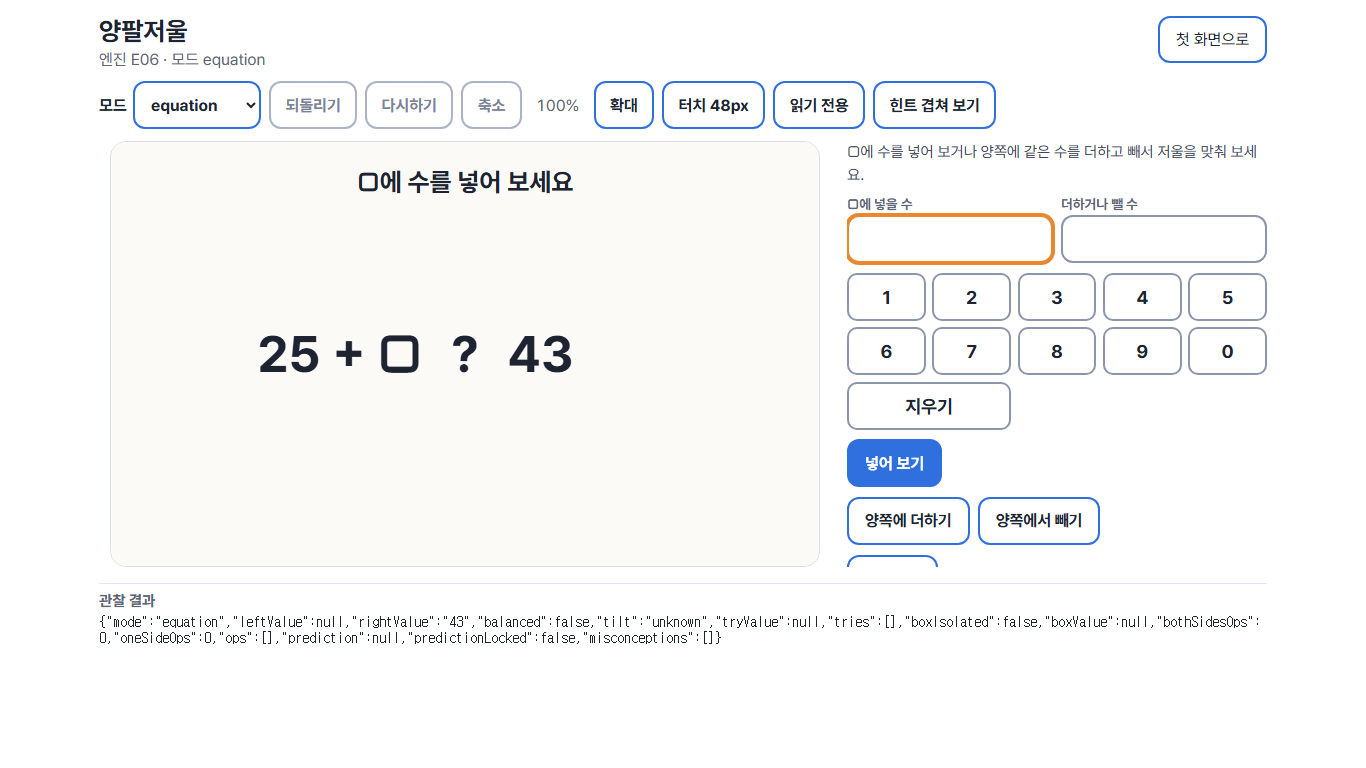 양팔저울
엔진 E06 · 모드 equation
첫 화면으로
모드 equation 되돌리기 다시하기 축소 100% 확대 터치 48px 읽기 전용 힌트 겹쳐 보기
▢에 수를 넣어 보세요
25 + ▢ ? 43
▢에 수를 넣어 보거나 양쪽에 같은 수를 더하고 빼서 저울을 맞춰 보세
요.
▢에 넣을 수 더하거나 뺄 수
1 2 3 4 5
6 7 8 9 0
지우기
넣어 보기
양쪽에 더하기 양쪽에서 빼기
관찰 결과
{"mode":"equation","leftValue":null,"rightValue":"43","balanced":false,"tilt":"unknown","tryValue":null,"tries":[],"boxIsolated":false,"boxValue":null,"bothSidesOps":
0,"oneSideOps":0,"ops":[],"prediction":null,"predictionLocked":false,"misconceptions":[]}